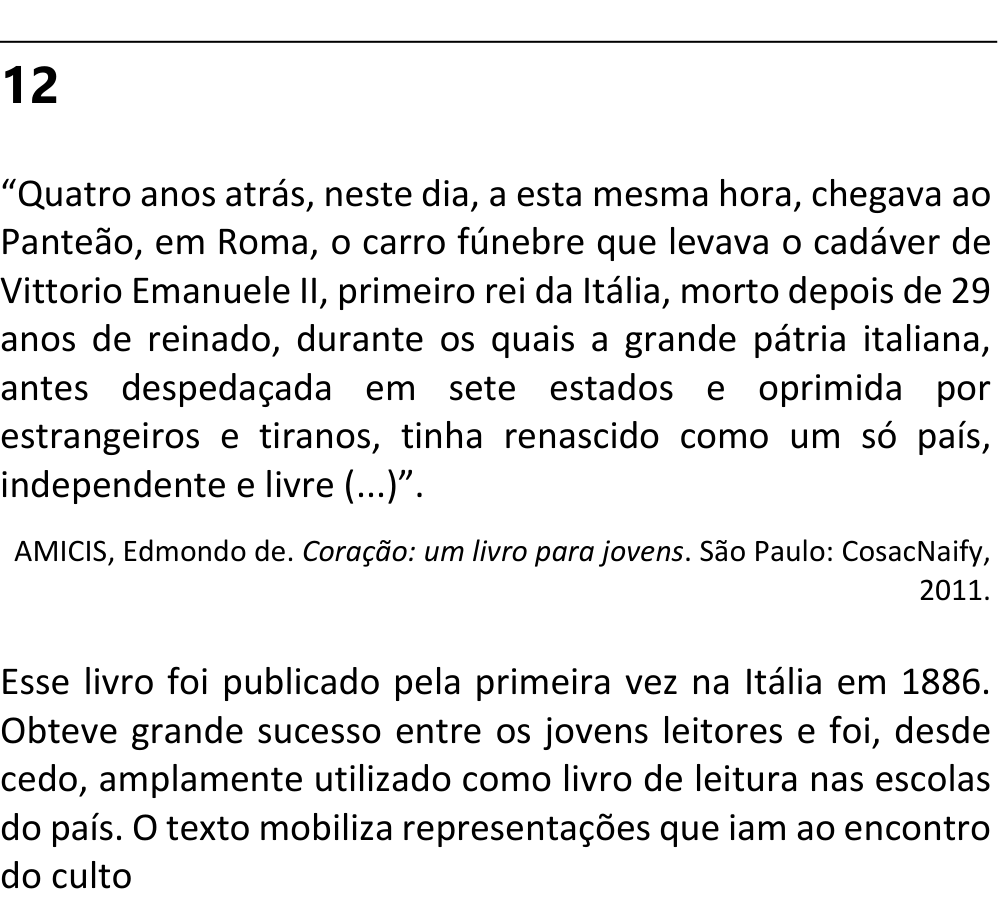 12
“Quatro anos atrás, neste dia, a esta mesma hora, chegava ao
Panteão, em Roma, o carro fúnebre que levava o cadáver de
Vittorio Emanuele II, primeiro rei da Itália, morto depois de 29
anos de reinado, durante os quais a grande pátria italiana,
antes despedaçada em sete estados e oprimida por
estrangeiros e tiranos, tinha renascido como um só país,
independente e livre (...)”.
AMICIS, Edmondo de. Coração: um livro para jovens. São Paulo: CosacNaify,
2011.
Esse livro foi publicado pela primeira vez na Itália em 1886.
Obteve grande sucesso entre os jovens leitores e foi, desde
cedo, amplamente utilizado como livro de leitura nas escolas
do país. O texto mobiliza representações que iam ao encontro
do culto